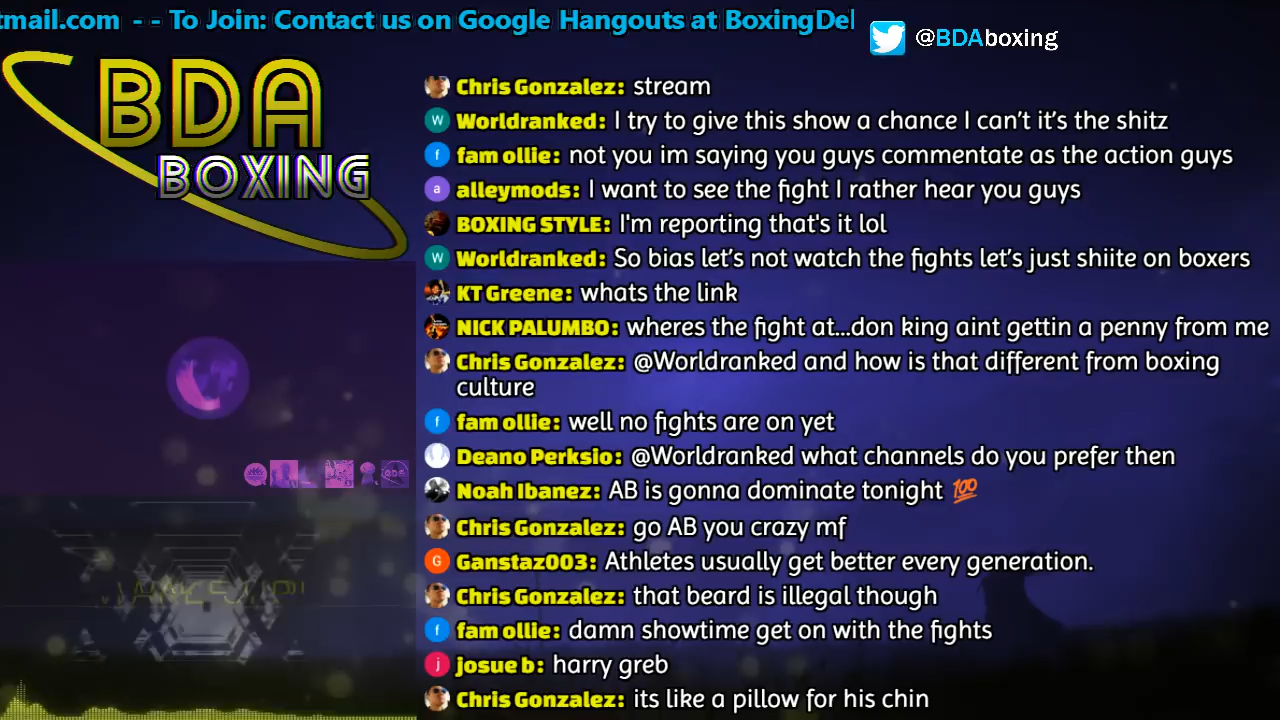 tmail.com - - To Join: Contact us on Google Hangouts at BoxingDel
@BDAboxing
BDA
BOXING
Chris Gonzalez: stream
W Worldranked: I try to give this show a chance I can't it's the shitz
f fam ollie: not you im saying you guys commentate as the action guys
a alleymods: I want to see the fight I rather hear you guys
BOXING STYLE: I'm reporting that's it lol
W Worldranked: So bias let's not watch the fights let's just shiite on boxers
KT Greene: whats the link
NICK PALUMBO: wheres the fight at...don king aint gettin a penny from me
Chris Gonzalez: @Worldranked and how is that different from boxing
culture
f fam ollie: well no fights are on yet
Deano Perksio: @Worldranked what channels do you prefer then
Noah Ibanez: AB is gonna dominate tonight 💯
Chris Gonzalez: go AB you crazy mf
G Ganstaz003: Athletes usually get better every generation.
Chris Gonzalez: that beard is illegal though
f fam ollie: damn showtime get on with the fights
j josue b: harry greb
Chris Gonzalez: its like a pillow for his chin